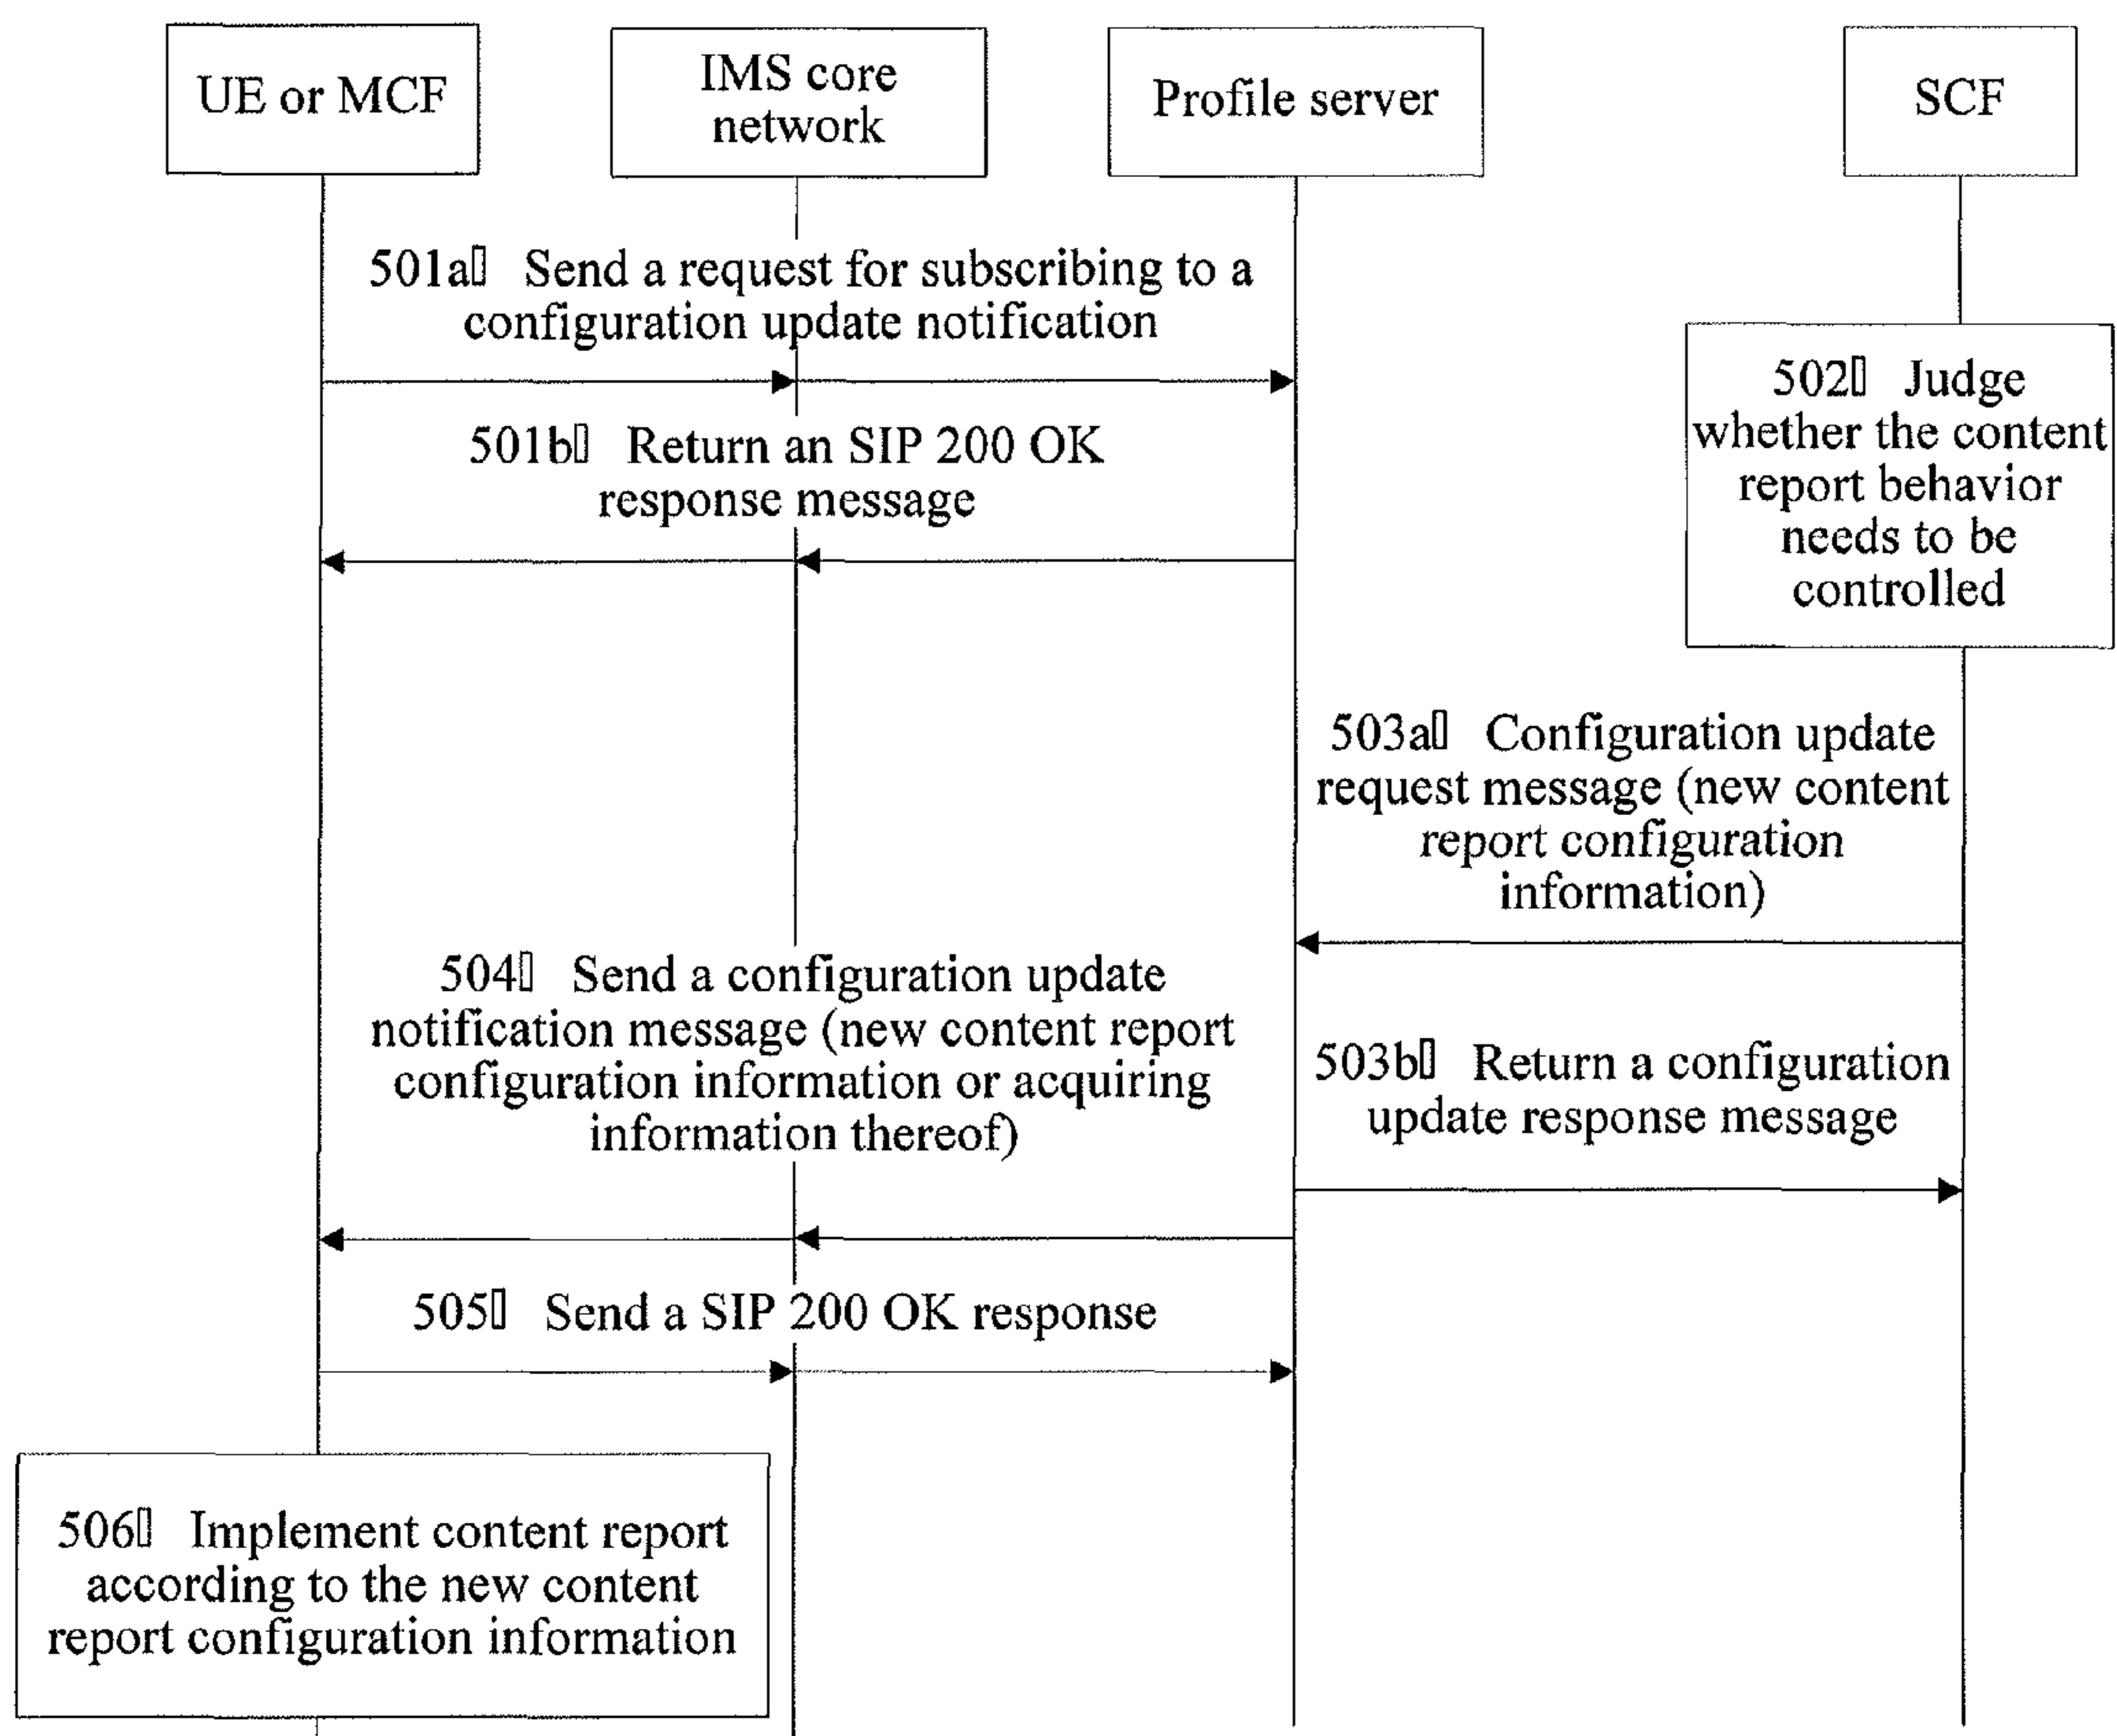 UE or MCF
IMS core
network
Profile server
SCF
501a▯ Send a request for subscribing to a
configuration update notification
501b▯ Return an SIP 200 OK
response message
502▯ Judge
whether the content
report behavior
needs to be
controlled
503a▯ Configuration update
request message (new content
report configuration
information)
504▯ Send a configuration update
notification message (new content report
configuration information or acquiring
information thereof)
503b▯ Return a configuration
update response message
505▯ Send a SIP 200 OK response
506▯ Implement content report
according to the new content
report configuration information